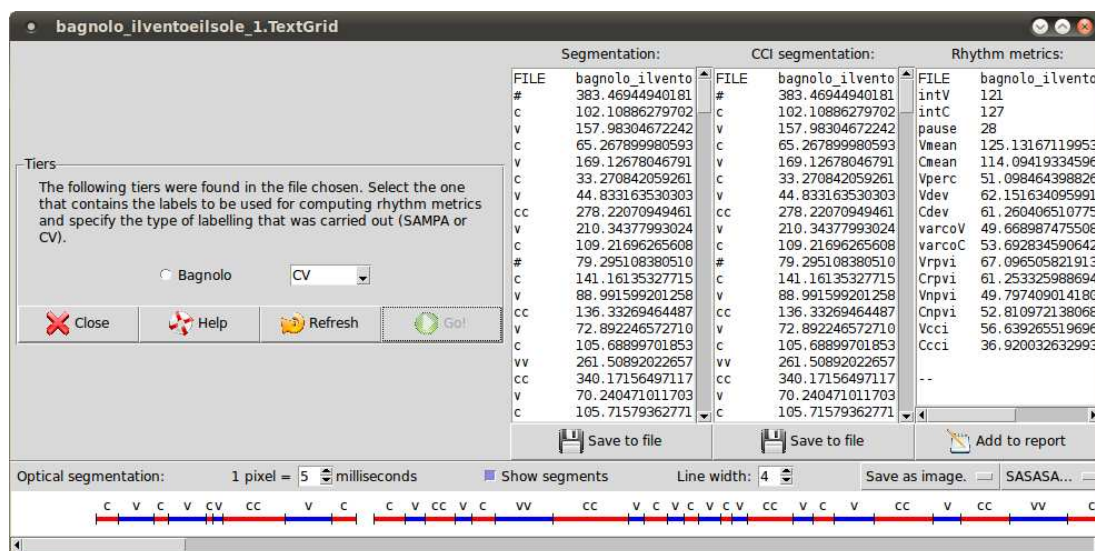 bagnolo_ilventoeilsole_1.TextGrid
Tiers
The following tiers were found in the file chosen. Select the one
that contains the labels to be used for computing rhythm metrics
and specify the type of labelling that was carried out (SAMPA or
CV).
Bagnolo CV
Close Help Refresh Go!
Segmentation:
FILE bagnolo_ilvento
# 383.46944940181
c 102.10886279702
v 157.98304672242
c 65.267899980593
v 169.12678046791
c 33.270842059261
v 44.833163530303
cc 278.22070949461
v 210.34377993024
c 109.21696265608
# 79.295108380510
c 141.16135327715
v 88.991599201258
cc 136.33269464487
v 72.892246572710
c 105.68899701853
vv 261.50892022657
cc 340.17156497117
v 70.240471011703
c 105.71579362771
Save to file
CCI segmentation:
FILE bagnolo_ilvento
# 383.46944940181
c 102.10886279702
v 157.98304672242
c 65.267899980593
v 169.12678046791
c 33.270842059261
v 44.833163530303
cc 278.22070949461
v 210.34377993024
c 109.21696265608
# 79.295108380510
c 141.16135327715
v 88.991599201258
cc 136.33269464487
v 72.892246572710
c 105.68899701853
vv 261.50892022657
cc 340.17156497117
v 70.240471011703
c 105.71579362771
Save to file
Rhythm metrics:
FILE bagnolo_ilvento
intV 121
intC 127
pause 28
Vmean 125.13167119953
Cmean 114.09419334596
Vperc 51.098464398826
Vdev 62.151634095991
Cdev 61.260406510775
varcoV 49.668987475508
varcoC 53.692834590642
Vrpvi 67.096505821913
Crpvi 61.253325988694
Vnpvi 49.797409014180
Cnpvi 52.810972138068
Vcci 56.639265519696
Ccci 36.920032632993
--
Add to report
Optical segmentation: 1 pixel = 5 milliseconds Show segments Line width: 4 Save as image. SASASA...
c v c v c v cc v c c v cc v c vv cc v c v c v c v cc v c v cc v cc vv c